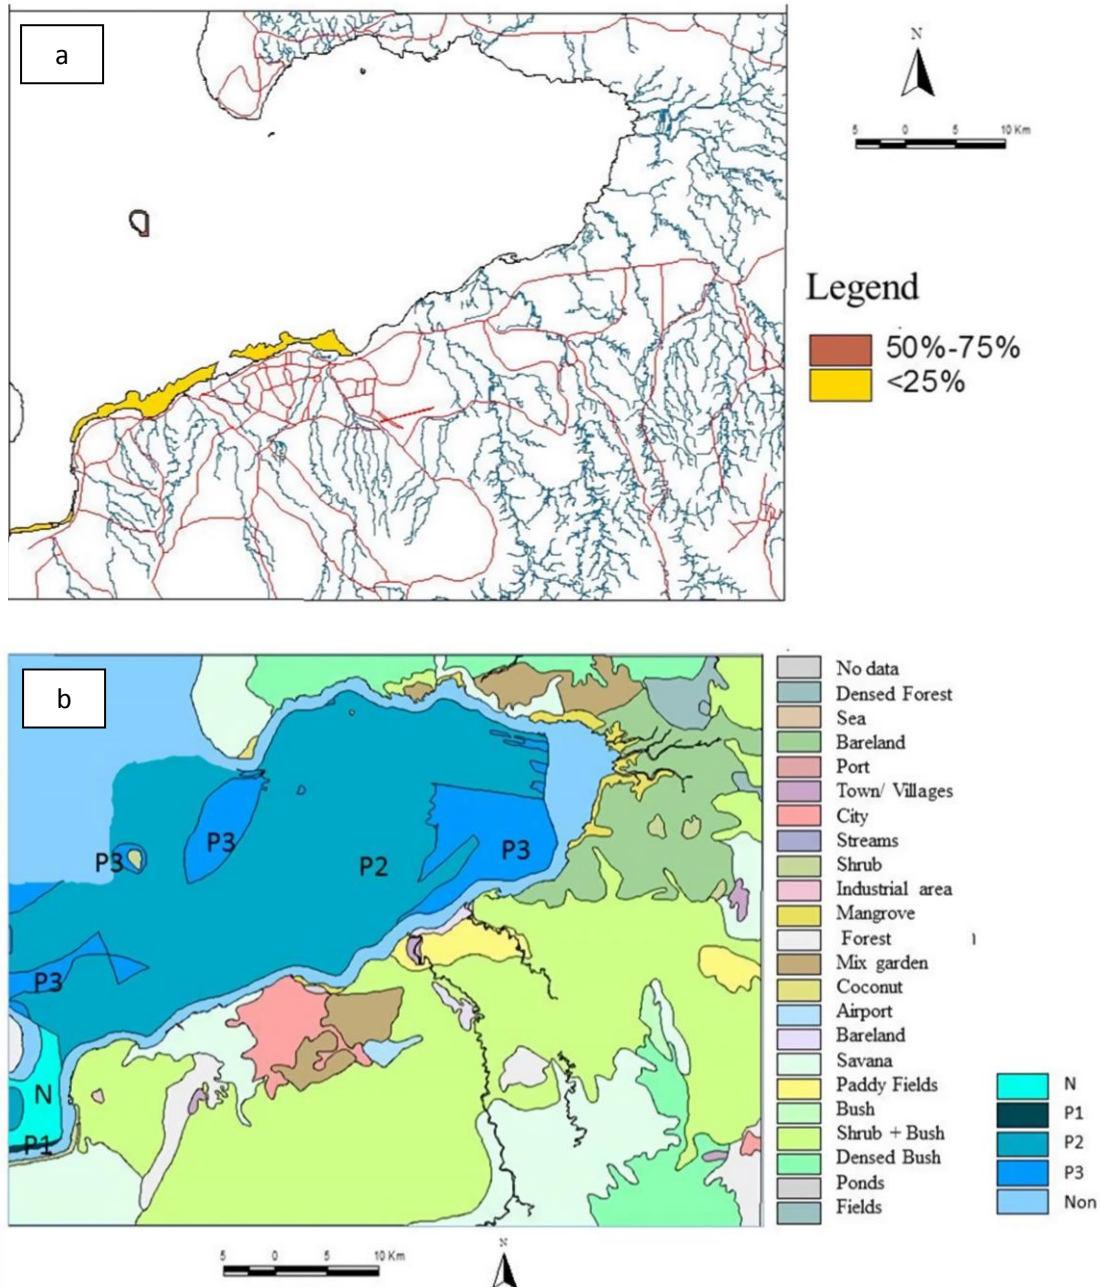 a
N
5 0 5 10 Km
Legend
50%-75%
<25%
b
P3
P3
P2
P3
P3
N
P1
No data
Densed Forest
Sea
Bareland
Port
Town/ Villages
City
Streams
Shrub
Industrial area
Mangrove
Forest
Mix garden
Coconut
Airport
Bareland
Savana
Paddy Fields
Bush
Shrub + Bush
Densed Bush
Ponds
Fields
N
P1
P2
P3
Non
5 0 5 10 Km
N